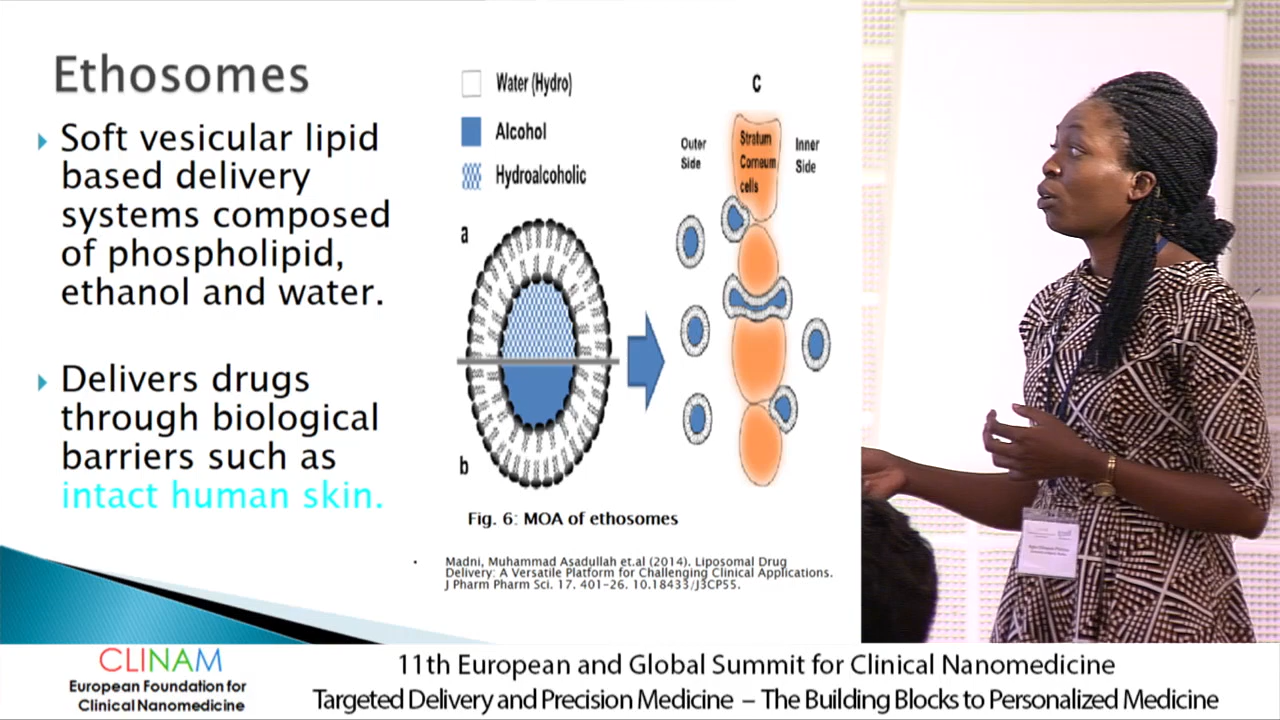 Ethosomes
Soft vesicular lipid
based delivery
systems composed
of phospholipid,
ethanol and water.
Delivers drugs
through biological
barriers such as
intact human skin.
Water (Hydro)
Alcohol
Hydroalcoholic
a
b
C
Outer
Side
Stratum
Corneum
cells
Inner
Side
Fig. 6: MOA of ethosomes
Madni, Muhammad Asadullah et.al (2014). Liposomal Drug
Delivery: A Versatile Platform for Challenging Clinical Applications.
J Pharm Pharm Sci. 17. 401-26. 10.18433/J3CP55.
CLINAM
European Foundation for
Clinical Nanomedicine
11th European and Global Summit for Clinical Nanomedicine
Targeted Delivery and Precision Medicine – The Building Blocks to Personalized Medicine